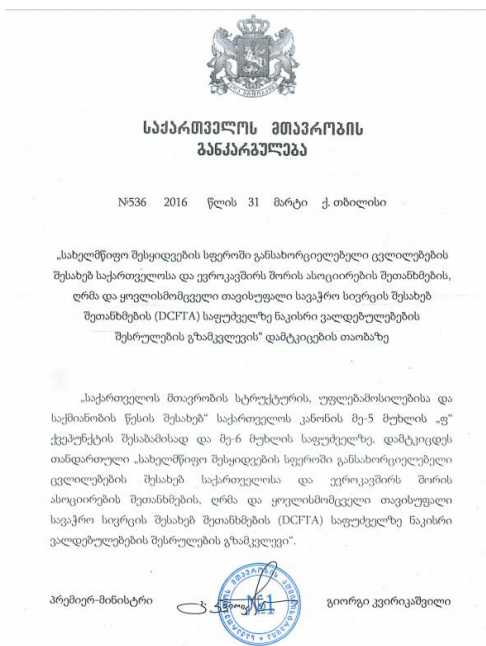 საქართველოს მთავრობის
განკარგულება
№536 2016 წლის 31 მარტი ქ. თბილისი
„სახელმწიფო შესყიდვების სფეროში განსახორციელებელი ცვლილებების
შესახებ საქართველოსა და ევროკავშირს შორის ასოცირების შეთანხმების,
ღრმა და ყოვლისმომცველი თავისუფალი სავაჭრო სივრცის შესახებ
შეთანხმების (DCFTA) საფუძველზე ნაკისრი ვალდებულებების
შესრულების გზამკვლევის“ დამტკიცების თაობაზე
„საქართველოს მთავრობის სტრუქტურის, უფლებამოსილებისა და
საქმიანობის წესის შესახებ“ საქართველოს კანონის მე-5 მუხლის „ფ“
ქვეპუნქტის შესაბამისად და მე-6 მუხლის საფუძველზე, დამტკიცდეს
თანდართული „სახელმწიფო შესყიდვების სფეროში განსახორციელებელი
ცვლილებების შესახებ საქართველოსა და ევროკავშირს შორის
ასოცირების შეთანხმების, ღრმა და ყოვლისმომცველი თავისუფალი
სავაჭრო სივრცის შესახებ შეთანხმების (DCFTA) საფუძველზე ნაკისრი
ვალდებულებების შესრულების გზამკვლევი“.
პრემიერ-მინისტრი №1 გიორგი კვირიკაშვილი